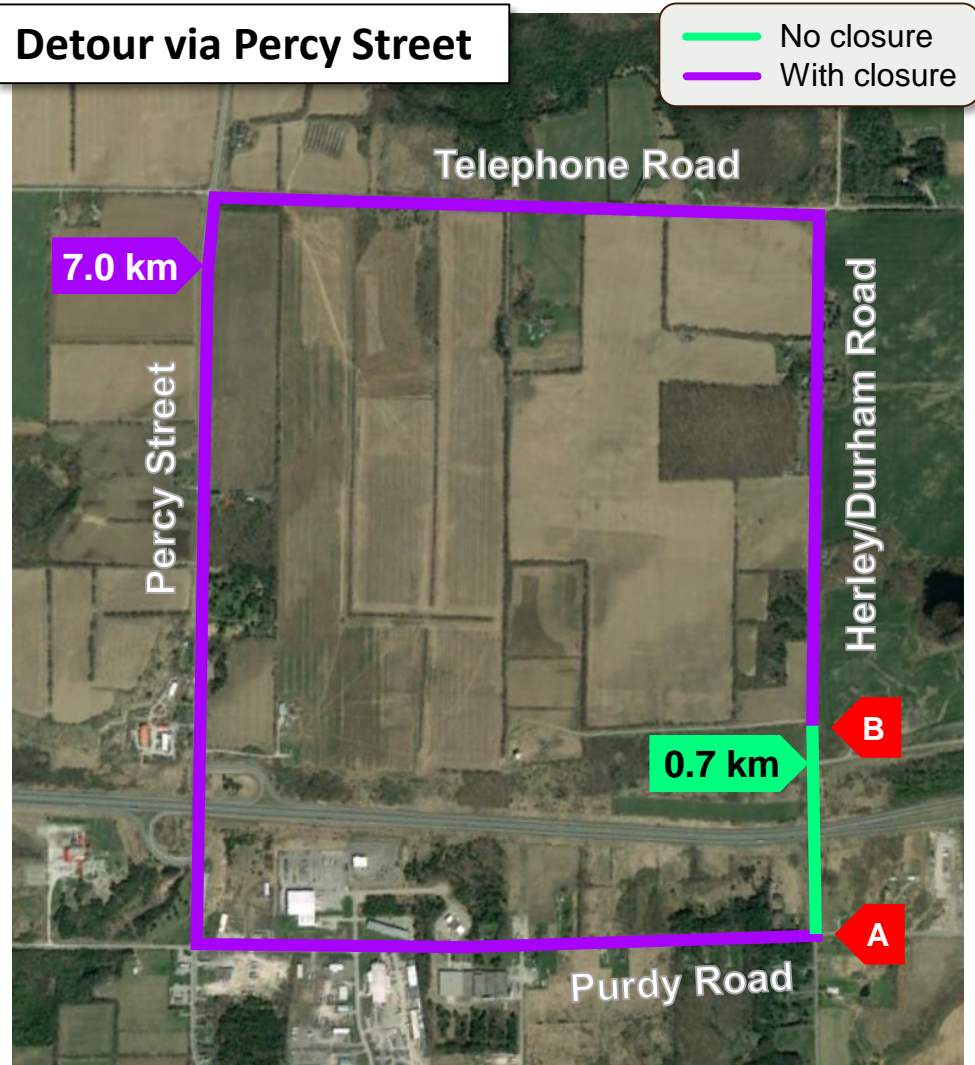 Detour via Percy Street
No closure
With closure
Telephone Road
7.0 km
Percy Street
Herley/Durham Road
B
0.7 km
A
Purdy Road